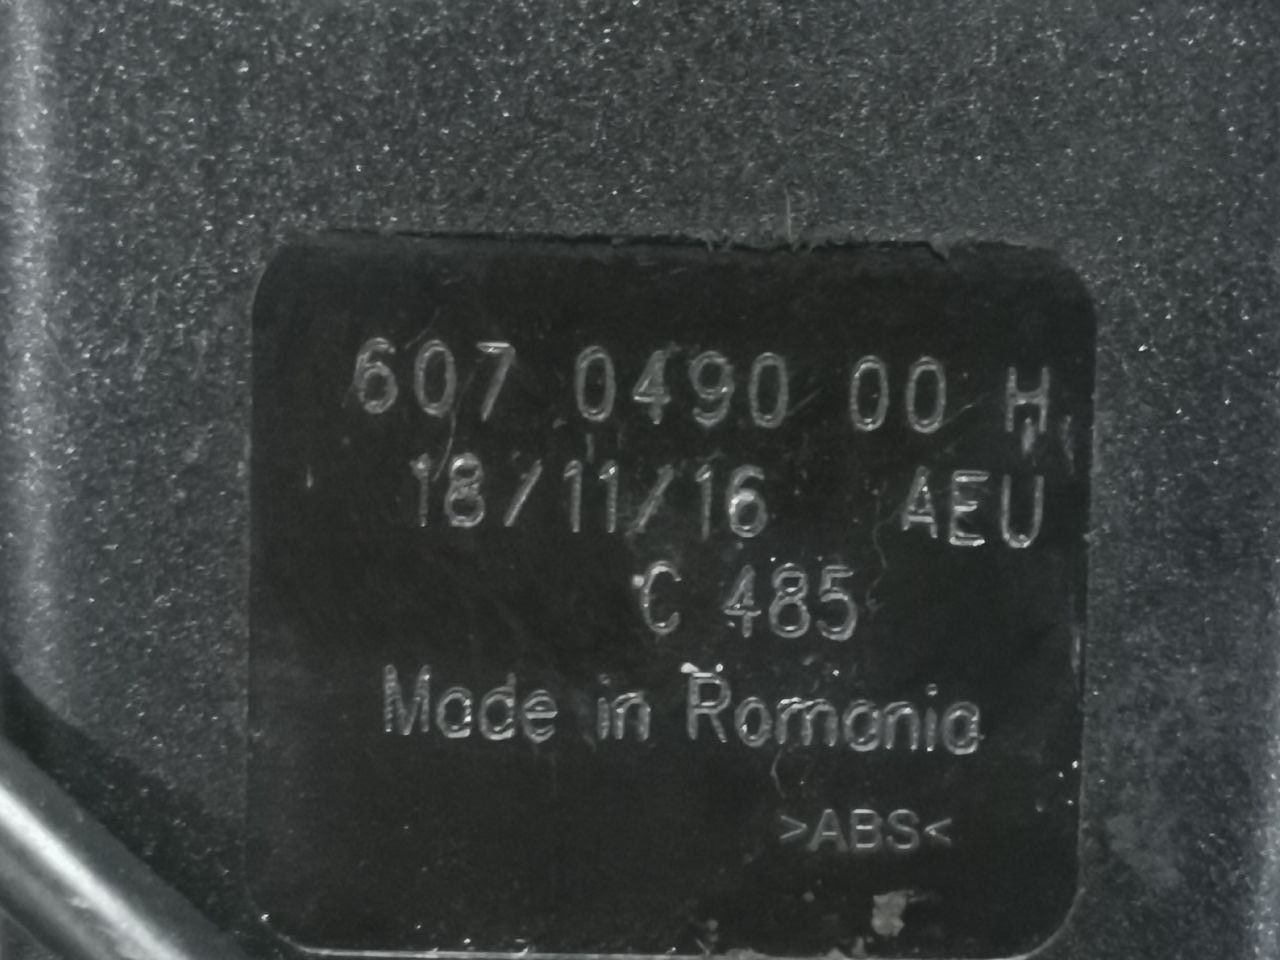 607 0490 00 H
18/11/16 AEU
C 485
Made in Romania
>ABS<